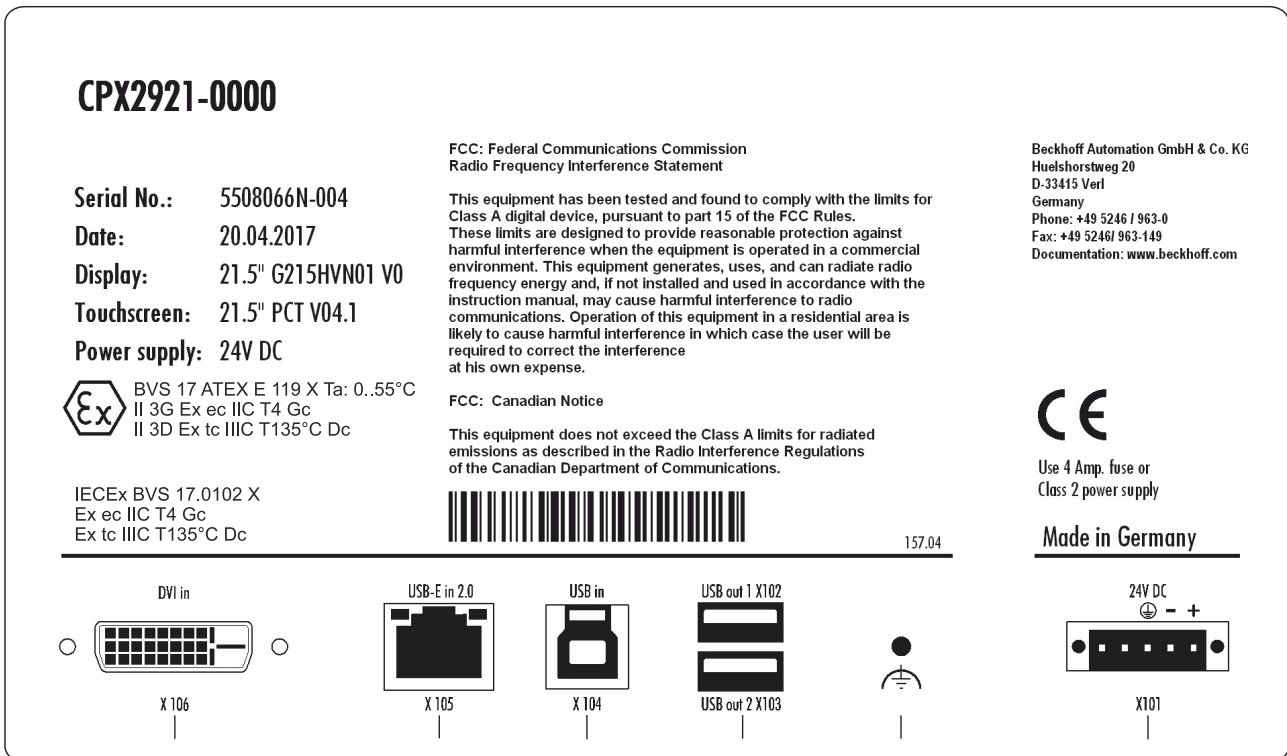 CPX2921-0000
Serial No.: 5508066N-004
Date: 20.04.2017
Display: 21.5" G215HVN01 V0
Touchscreen: 21.5" PCT V04.1
Power supply: 24V DC
Ex
BVS 17 ATEX E 119 X Ta: 0..55°C
II 3G Ex ec IIC T4 Gc
II 3D Ex tc IIIC T135°C Dc
IECEx BVS 17.0102 X
Ex ec IIC T4 Gc
Ex tc IIIC T135°C Dc
FCC: Federal Communications Commission
Radio Frequency Interference Statement
This equipment has been tested and found to comply with the limits for
Class A digital device, pursuant to part 15 of the FCC Rules.
These limits are designed to provide reasonable protection against
harmful interference when the equipment is operated in a commercial
environment. This equipment generates, uses, and can radiate radio
frequency energy and, if not installed and used in accordance with the
instruction manual, may cause harmful interference to radio
communications. Operation of this equipment in a residential area is
likely to cause harmful interference in which case the user will be
required to correct the interference
at his own expense.
FCC: Canadian Notice
This equipment does not exceed the Class A limits for radiated
emissions as described in the Radio Interference Regulations
of the Canadian Department of Communications.
157.04
Beckhoff Automation GmbH & Co. KG
Huelshorstweg 20
D-33415 Verl
Germany
Phone: +49 5246 / 963-0
Fax: +49 5246/ 963-149
Documentation: www.beckhoff.com
CE
Use 4 Amp. fuse or
Class 2 power supply
Made in Germany
DVI in
X 106
USB-E in 2.0
X 105
USB in
X 104
USB out 1 X102
USB out 2 X103
24V DC
- +
X101